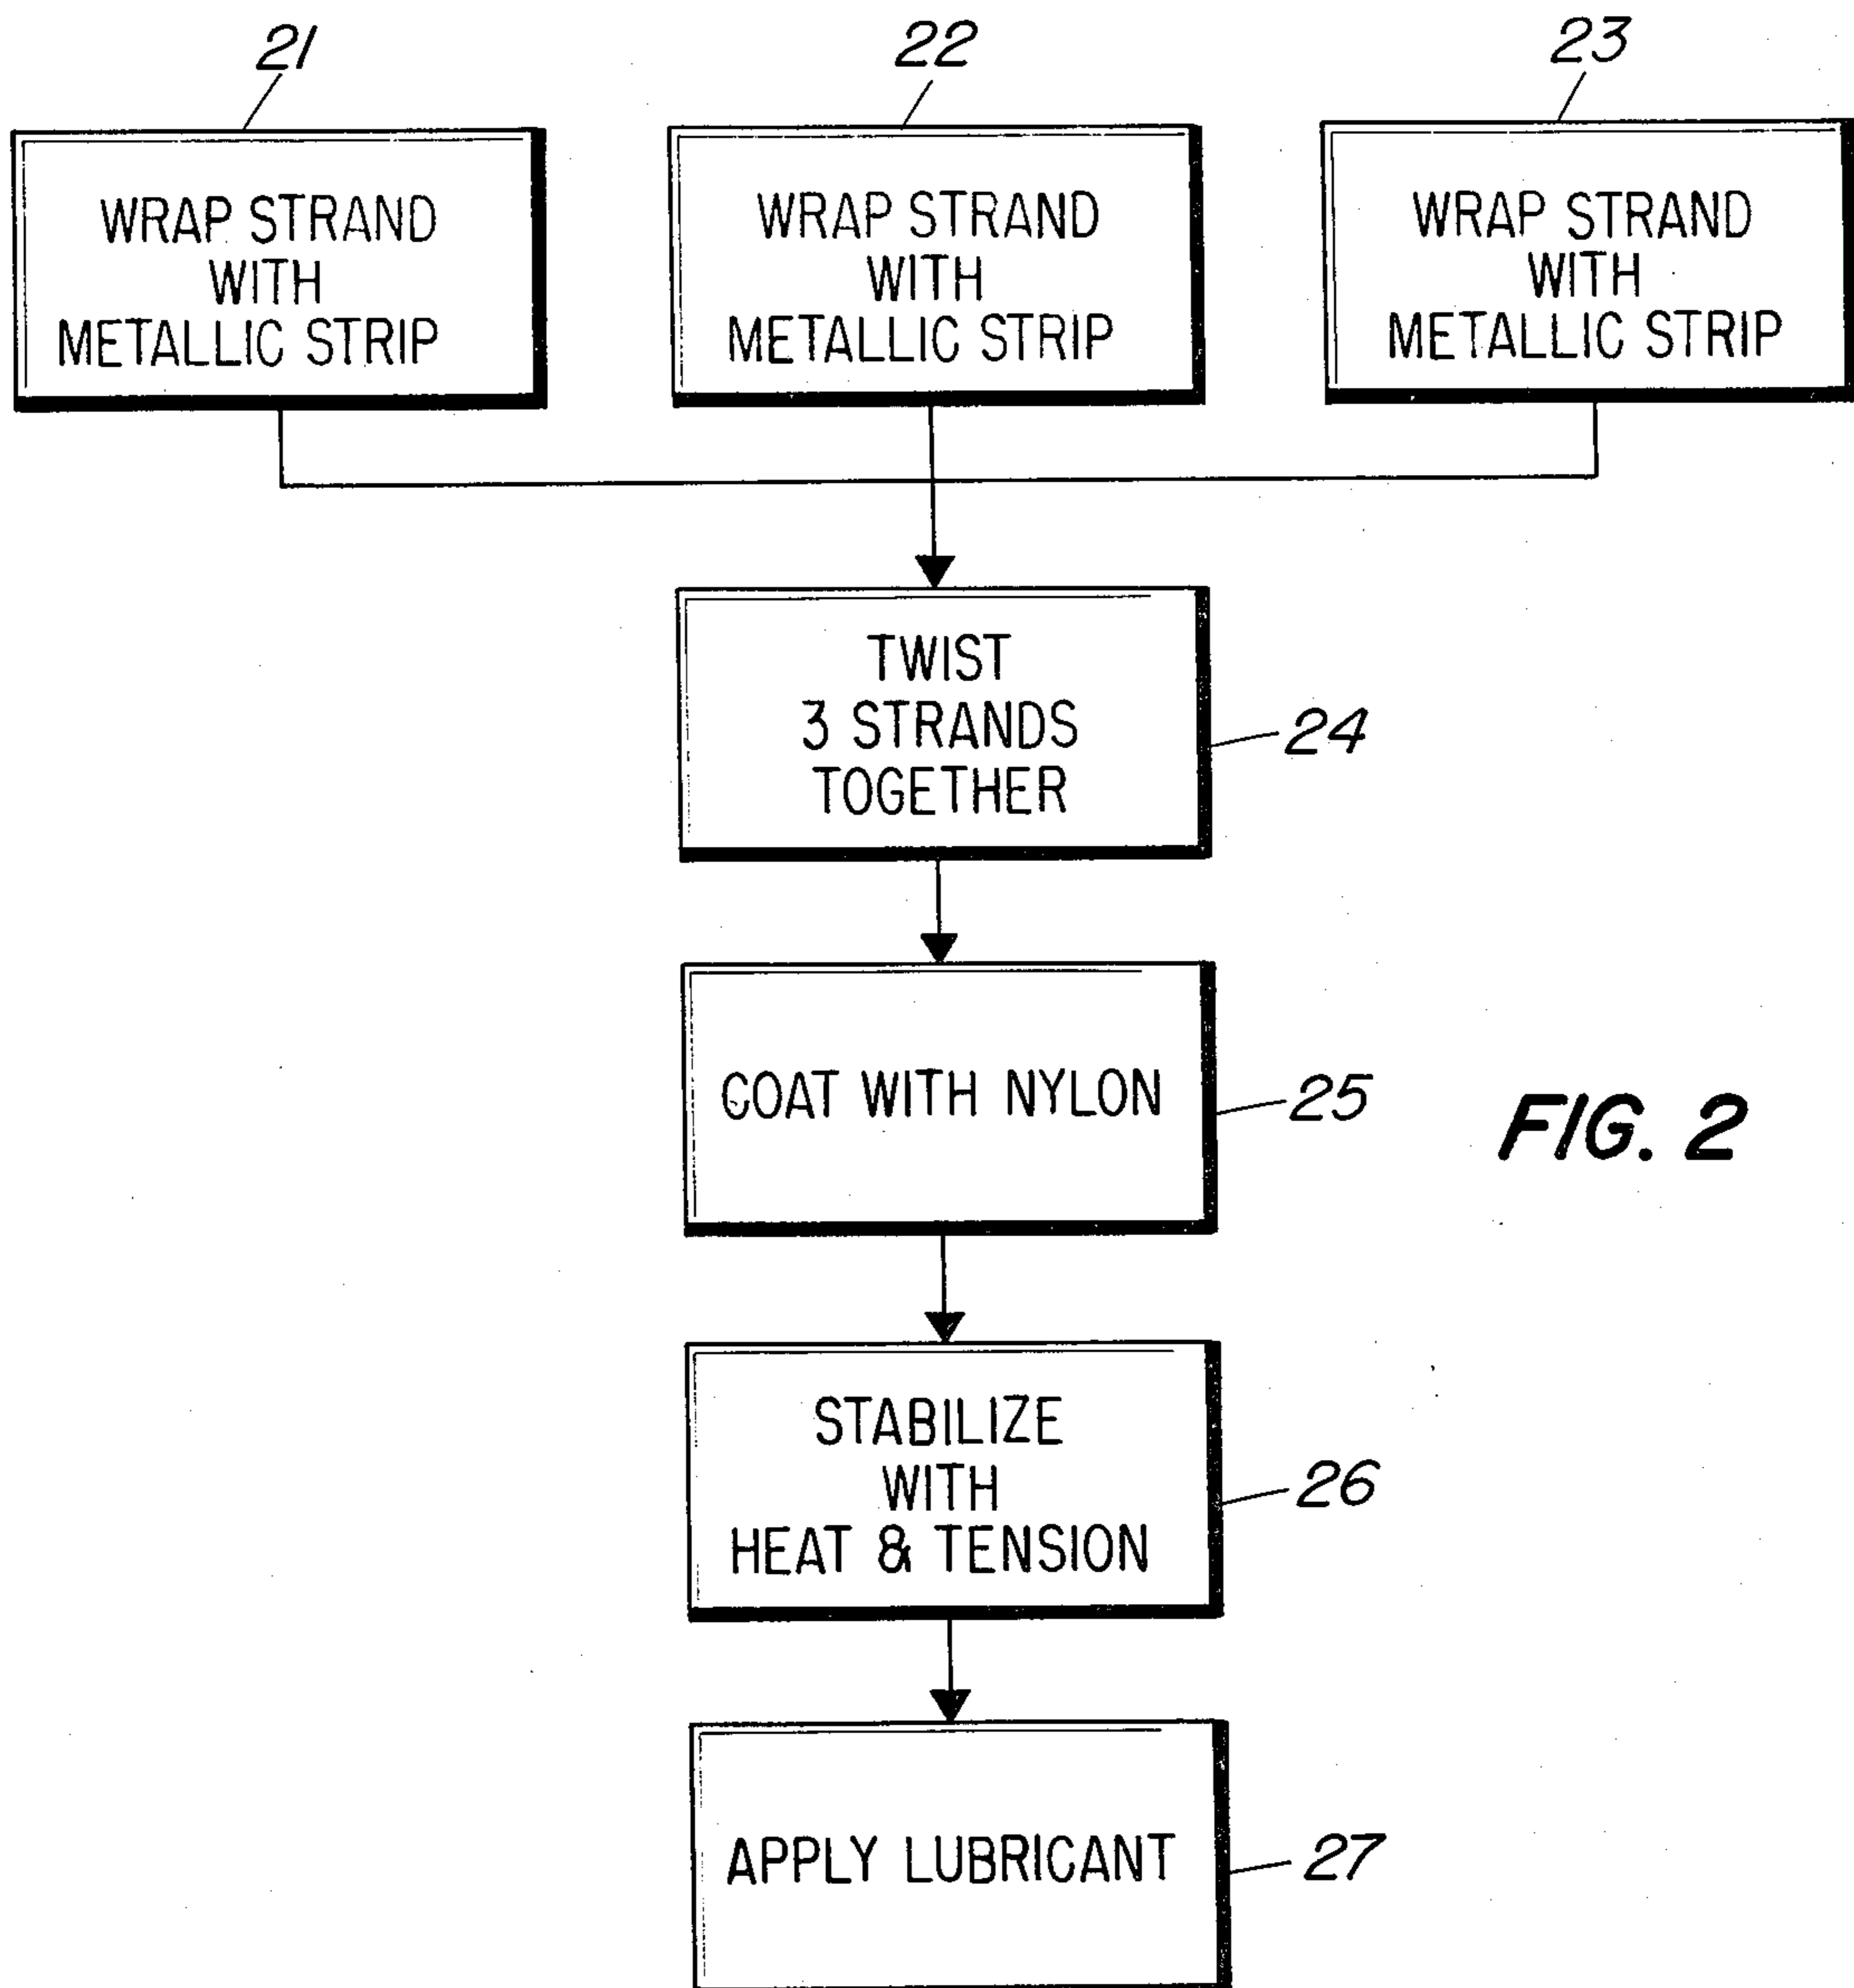 21
22
23
WRAP STRAND
WITH
METALLIC STRIP
WRAP STRAND
WITH
METALLIC STRIP
WRAP STRAND
WITH
METALLIC STRIP
TWIST
3 STRANDS
TOGETHER
24
COAT WITH NYLON
25
FIG. 2
STABILIZE
WITH
HEAT & TENSION
26
APPLY LUBRICANT
27